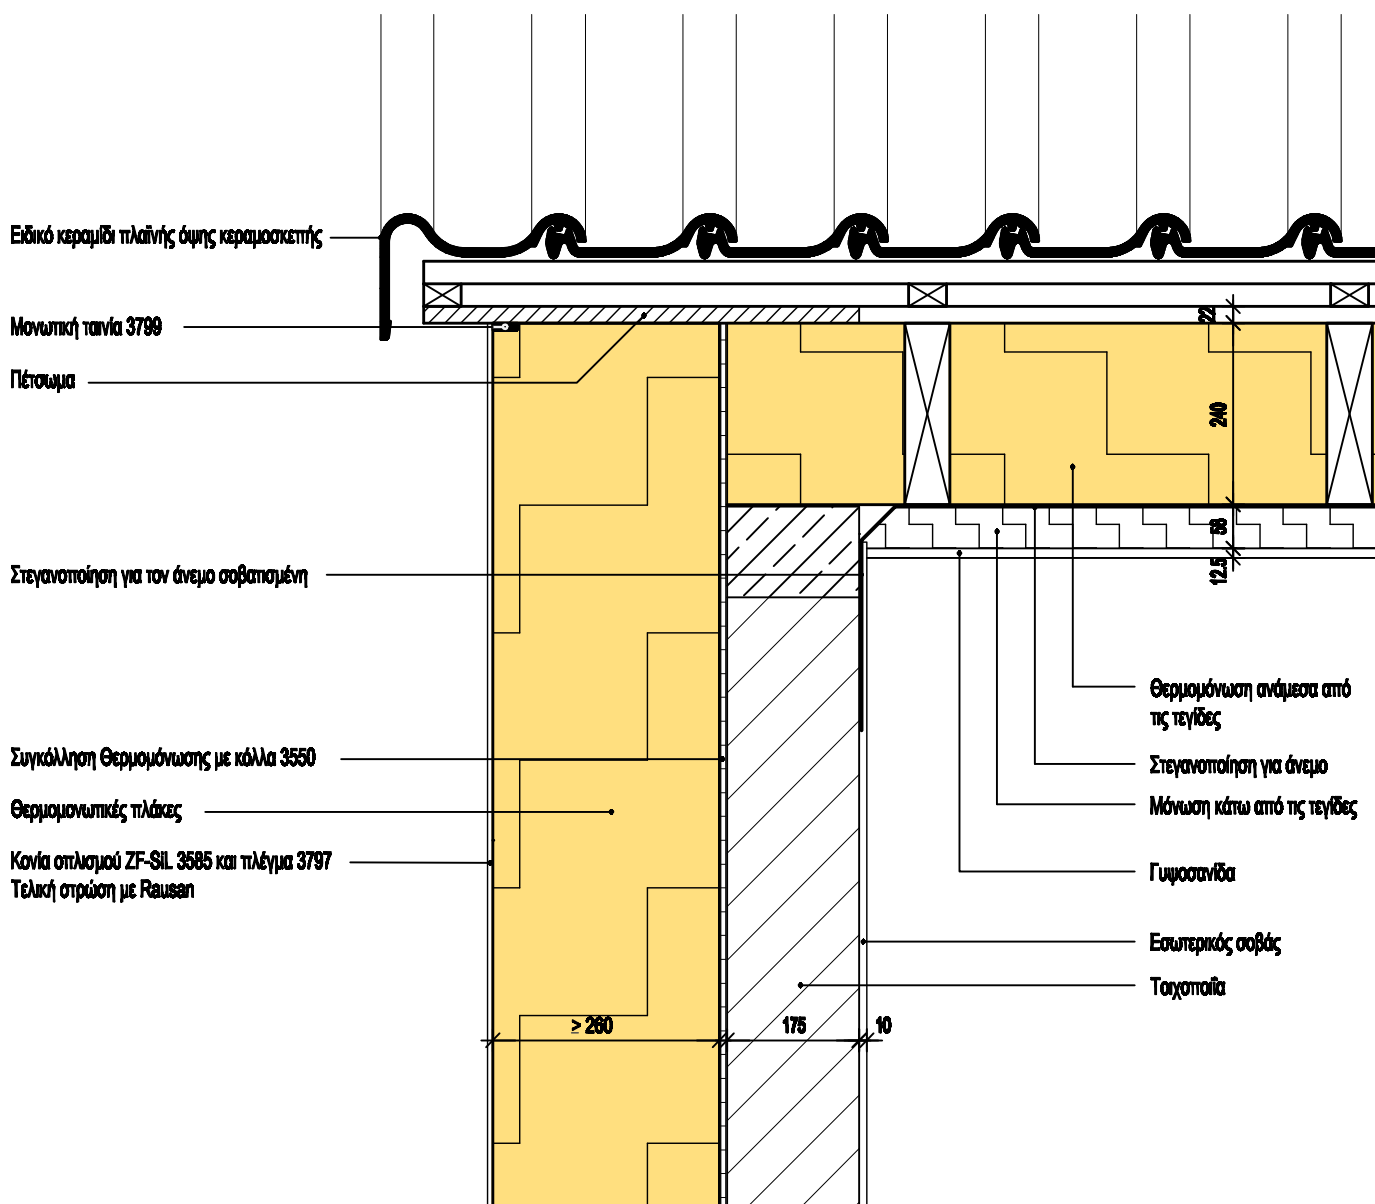 Ειδικό κεραμίδι πλαϊνής όψης κεραμοσκεπής
Μονωτική ταινία 3799
Πέτσωμα
Στεγανοποίηση για τον άνεμο σοβατισμένη
Συγκόλληση Θερμομόνωσης με κόλλα 3550
Θερμομονωτικές πλάκες
Κονία οπλισμού ZF-SIL 3585 και πλέγμα 3797
Τελική στρώση με Rausan
22
240
58
12.5
Θερμομόνωση ανάμεσα από
τις τεγίδες
Στεγανοποίηση για άνεμο
Μόνωση κάτω από τις τεγίδες
Γυψοσανίδα
Εσωτερικός σοβάς
Τοιχοποιΐα
≥ 260
175
10